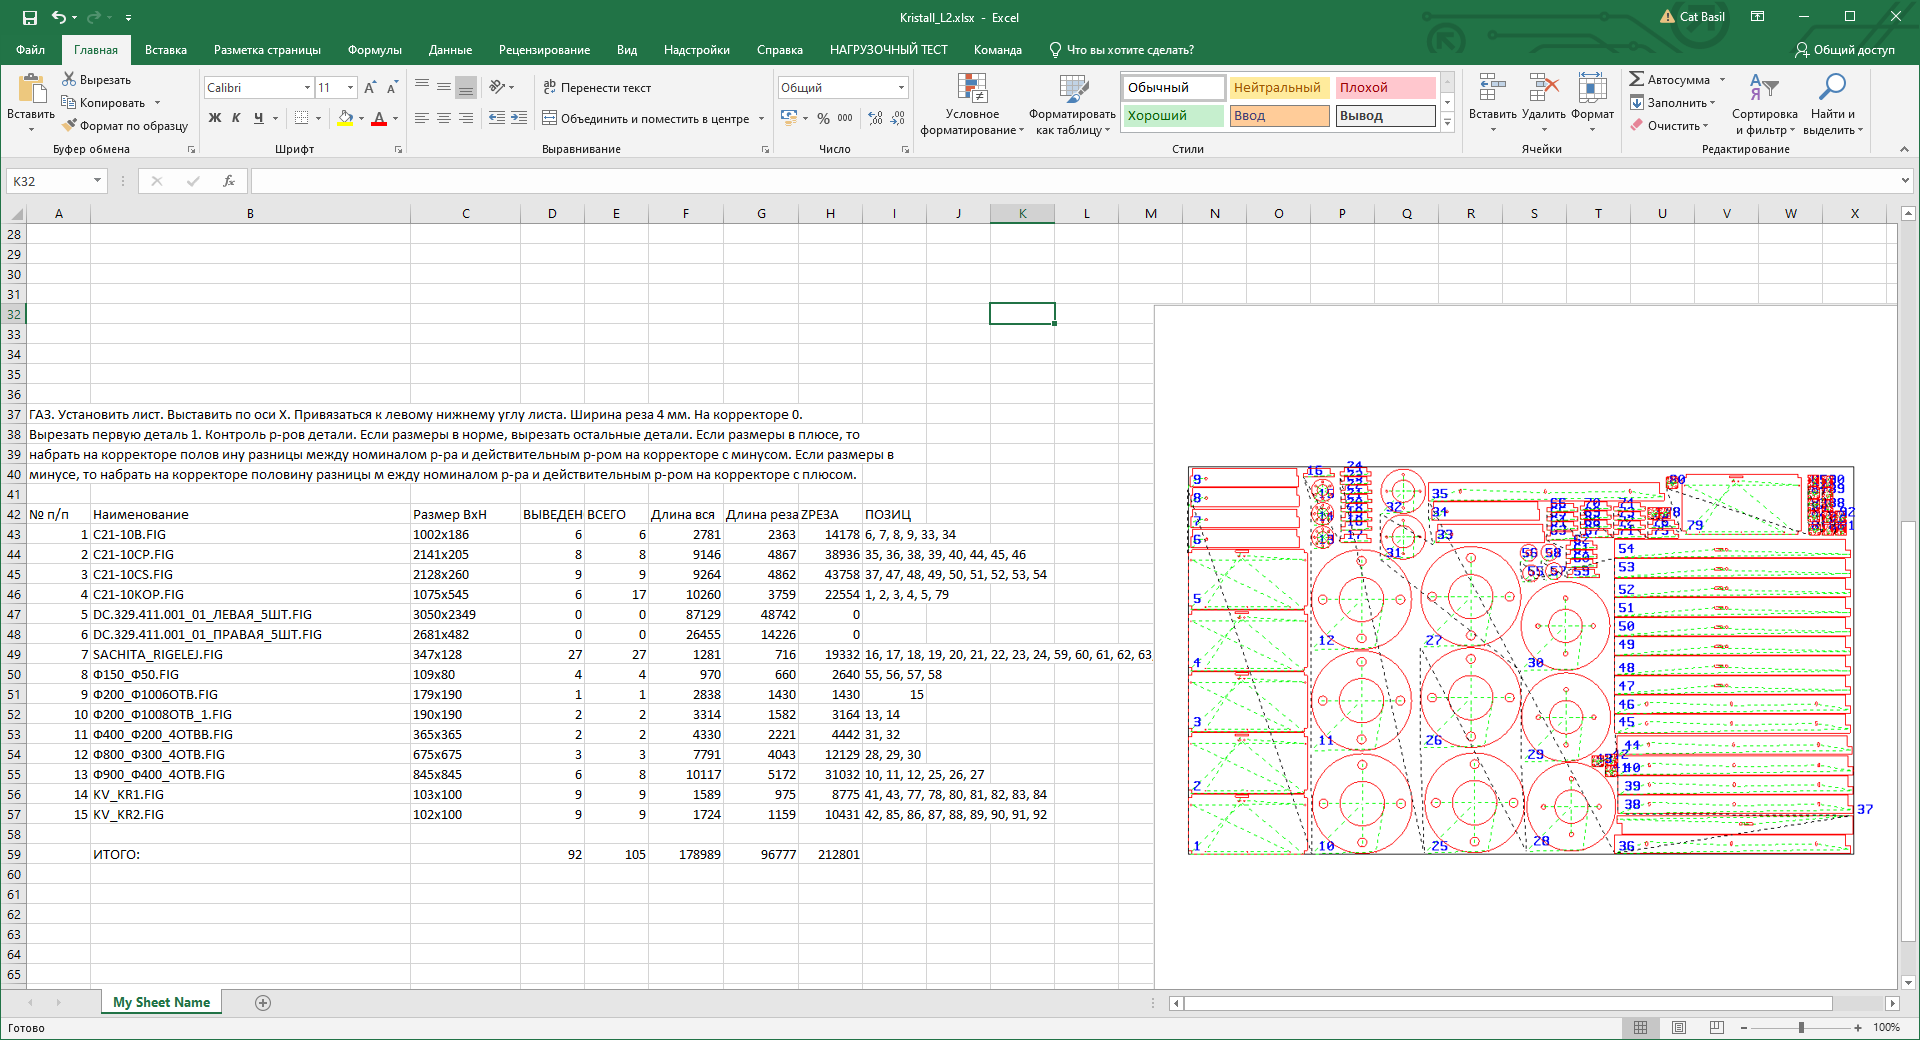 Kristall_L2.xlsx - Excel
Cat Basil
Файл Главная Вставка Разметка страницы Формулы Данные Рецензирование Вид Надстройки Справка НАГРУЗОЧНЫЙ ТЕСТ Команда Что вы хотите сделать? Общий доступ
Вставить
Вырезать
Копировать
Формат по образцу
Буфер обмена
Calibri 11
Ж К Ч
Шрифт
Перенести текст
Объединить и поместить в центре
Выравнивание
Общий
% 000
Число
Условное форматирование
Форматировать как таблицу
Обычный Нейтральный Плохой
Хороший Ввод Вывод
Стили
Вставить Удалить Формат
Ячейки
Автосумма
Заполнить
Очистить
Сортировка и фильтр
Найти и выделить
Редактирование
K32
fx
A B C D E F G H I J K L M N O P Q R S T U V W X
28
29
30
31
32
33
34
35
36
37 ГАЗ. Установить лист. Выставить по оси X. Привязаться к левому нижнему углу листа. Ширина реза 4 мм. На корректоре 0.
38 Вырезать первую деталь 1. Контроль р-ров детали. Если размеры в норме, вырезать остальные детали. Если размеры в плюсе, то
39 набрать на корректоре полов ину разницы между номиналом р-ра и действительным р-ром на корректоре с минусом. Если размеры в
40 минусе, то набрать на корректоре половину разницы м ежду номиналом р-ра и действительным р-ром на корректоре с плюсом.
41
42 № п/п Наименование Размер ВхН ВЫВЕДЕН ВСЕГО Длина вся Длина реза ZРЕЗА ПОЗИЦ
43 1 C21-10B.FIG 1002x186 6 6 2781 2363 14178 6, 7, 8, 9, 33, 34
44 2 C21-10CP.FIG 2141x205 8 8 9146 4867 38936 35, 36, 38, 39, 40, 44, 45, 46
45 3 C21-10CS.FIG 2128x260 9 9 9264 4862 43758 37, 47, 48, 49, 50, 51, 52, 53, 54
46 4 C21-10KOP.FIG 1075x545 6 17 10260 3759 22554 1, 2, 3, 4, 5, 79
47 5 DC.329.411.001_01_ЛЕВАЯ_5ШТ.FIG 3050x2349 0 0 87129 48742 0
48 6 DC.329.411.001_01_ПРАВАЯ_5ШТ.FIG 2681x482 0 0 26455 14226 0
49 7 SACHITA_RIGELEJ.FIG 347x128 27 27 1281 716 19332 16, 17, 18, 19, 20, 21, 22, 23, 24, 59, 60, 61, 62, 63,
50 8 Ф150_Ф50.FIG 109x80 4 4 970 660 2640 55, 56, 57, 58
51 9 Ф200_Ф1006ОТВ.FIG 179x190 1 1 2838 1430 1430 15
52 10 Ф200_Ф1008ОТВ_1.FIG 190x190 2 2 3314 1582 3164 13, 14
53 11 Ф400_Ф200_4ОТВВ.FIG 365x365 2 2 4330 2221 4442 31, 32
54 12 Ф800_Ф300_4ОТВ.FIG 675x675 3 3 7791 4043 12129 28, 29, 30
55 13 Ф900_Ф400_4ОТВ.FIG 845x845 6 8 10117 5172 31032 10, 11, 12, 25, 26, 27
56 14 KV_KR1.FIG 103x100 9 9 1589 975 8775 41, 43, 77, 78, 80, 81, 82, 83, 84
57 15 KV_KR2.FIG 102x100 9 9 1724 1159 10431 42, 85, 86, 87, 88, 89, 90, 91, 92
58
59 ИТОГО: 92 105 178989 96777 212801
60
61
62
63
64
65
9 16 24 32 35 80
8 31 79 54
7 33 56 58 53
6 17 31 55 57 59 52
5 12 27 30 51
50
49
4 48
47
46
3 11 26 29 45
44
2 40
39
38 37
1 10 25 28 36
My Sheet Name
Готово
100%